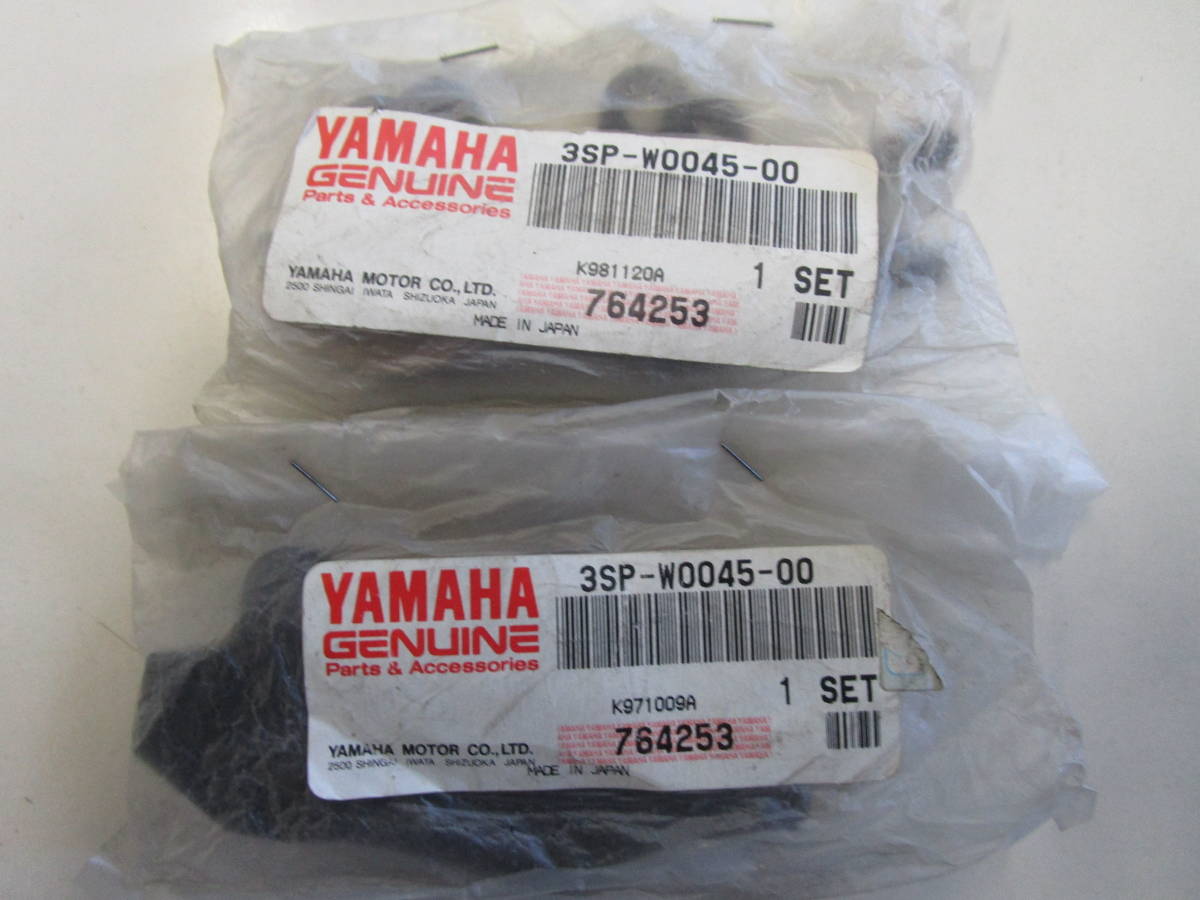 YAMAHA
GENUINE
Parts & Accessories
3SP-W0045-00
K981120A
1 SET
YAMAHA MOTOR CO., LTD.
2500 SHINGAI IWATA SHIZUOKA JAPAN
764253
MADE IN JAPAN
YAMAHA
GENUINE
Parts & Accessories
3SP-W0045-00
K971009A
1 SET
YAMAHA MOTOR CO., LTD.
2500 SHINGAI IWATA SHIZUOKA JAPAN
764253
MADE IN JAPAN